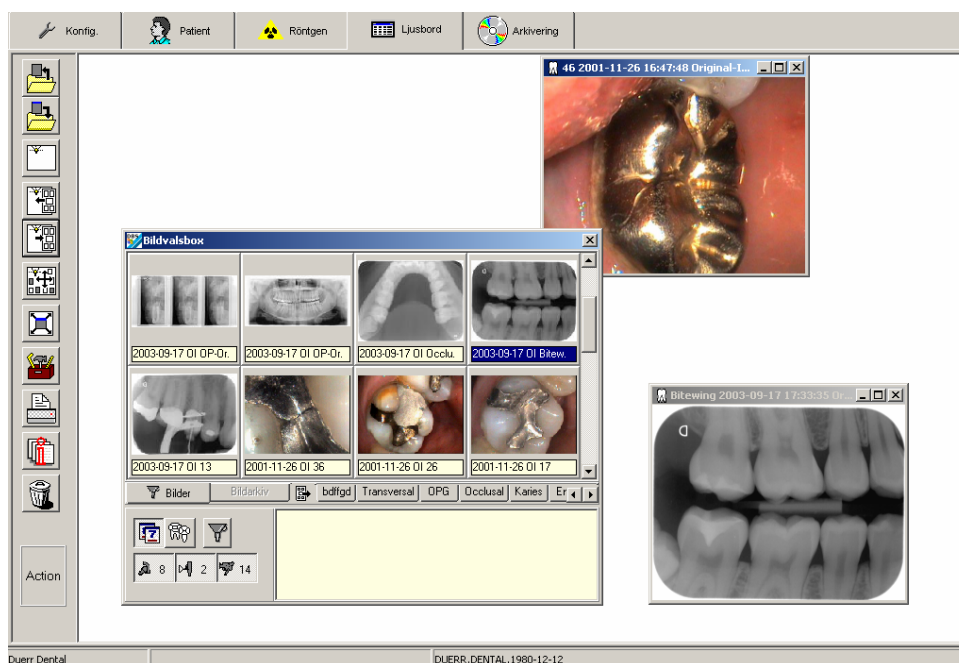 Konfig.
Patient
Röntgen
Ljusbord
Arkivering
46 2001-11-26 16:47:48 Original-I...
Bildvalsbox
2003-09-17 OI OP-Or.
2003-09-17 OI OP-Or.
2003-09-17 OI Occlu.
2003-09-17 OI Bitew.
2003-09-17 OI 13
2001-11-26 OI 36
2001-11-26 OI 26
2001-11-26 OI 17
Bilder
Bildarkiv
bdffgd
Transversal
OPG
Occlusal
Karies
Er
7
8
2
14
Bitewing 2003-09-17 17:33:35 Or...
Action
Duerr Dental
DUERR,DENTAL,1980-12-12